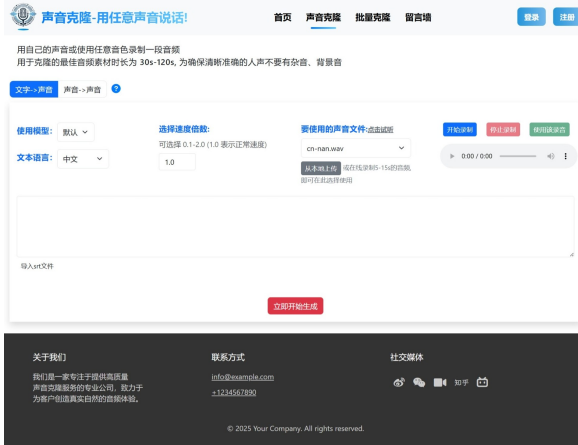 声音克隆-用任意声音说话!
首页 声音克隆 批量克隆 留言墙
登录 注册
用自己的声音或使用任意音色录制一段音频
用于克隆的最佳音频素材时长为 30s-120s, 为确保清晰准确的人声不要有杂音、背景音
文字->声音 声音->声音 ?
使用模型: 默认
文本语言: 中文
选择速度倍数:
可选择 0.1-2.0 (1.0 表示正常速度)
1.0
要使用的声音文件:点击试听
cn-nan.wav
从本地上传 或在线录制5-15s的音频,
即可在此选择使用
开始录制 停止录制 使用该录音
0:00 / 0:00
导入srt文件
立即开始生成
关于我们
我们是一家专注于提供高质量
声音克隆服务的专业公司，致力于
为客户创造真实自然的音频体验。
联系方式
info@example.com
+1234567890
社交媒体
知乎
© 2025 Your Company. All rights reserved.